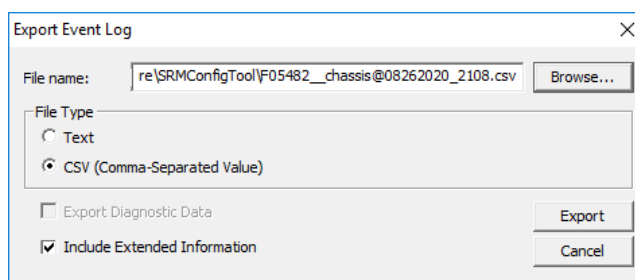 Export Event Log
File name: re\SRMConfigTool\F05482__chassis@08262020_2108.csv Browse...
File Type
Text
CSV (Comma-Separated Value)
Export Diagnostic Data Export
Include Extended Information Cancel